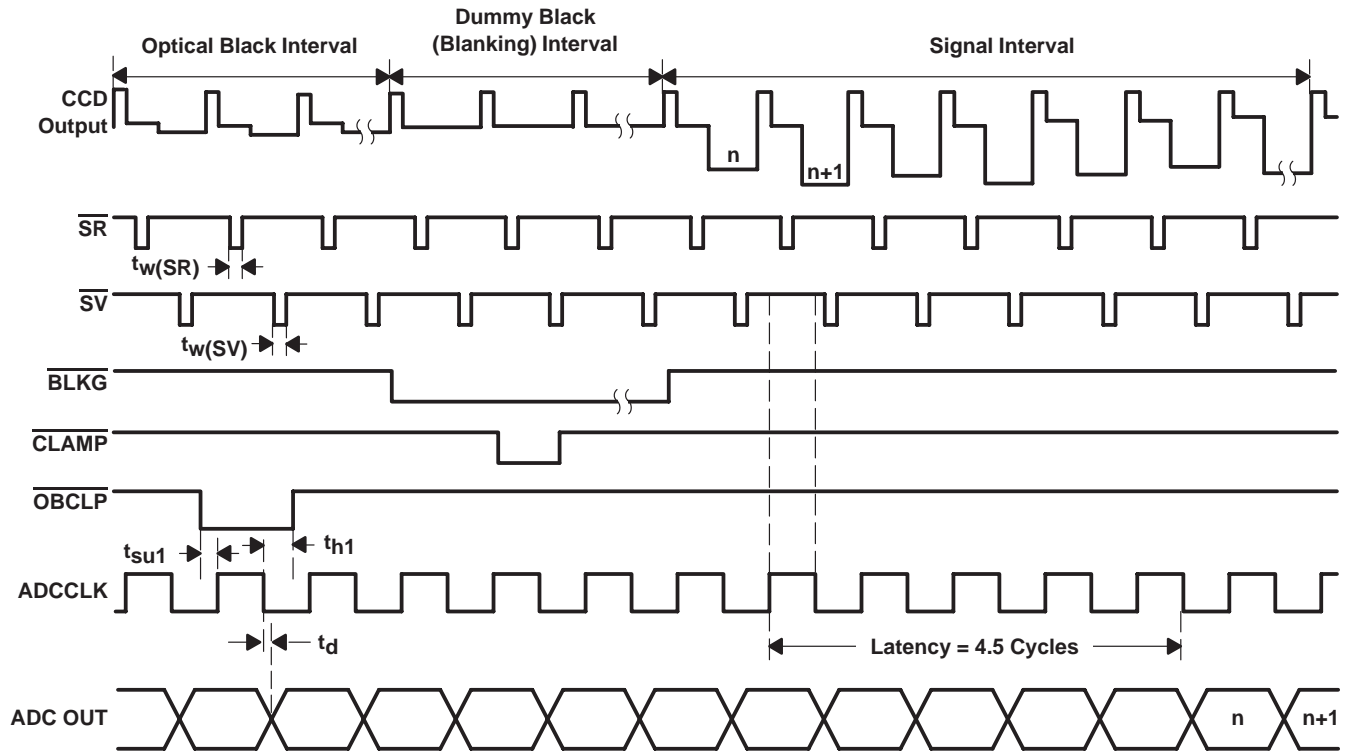 Optical Black Interval
Dummy Black
(Blanking) Interval
Signal Interval
CCD
Output
n
n+1
SR
tw(SR)
SV
tw(SV)
BLKG
CLAMP
OBCLP
tsu1
th1
ADCCLK
td
Latency = 4.5 Cycles
ADC OUT
n
n+1